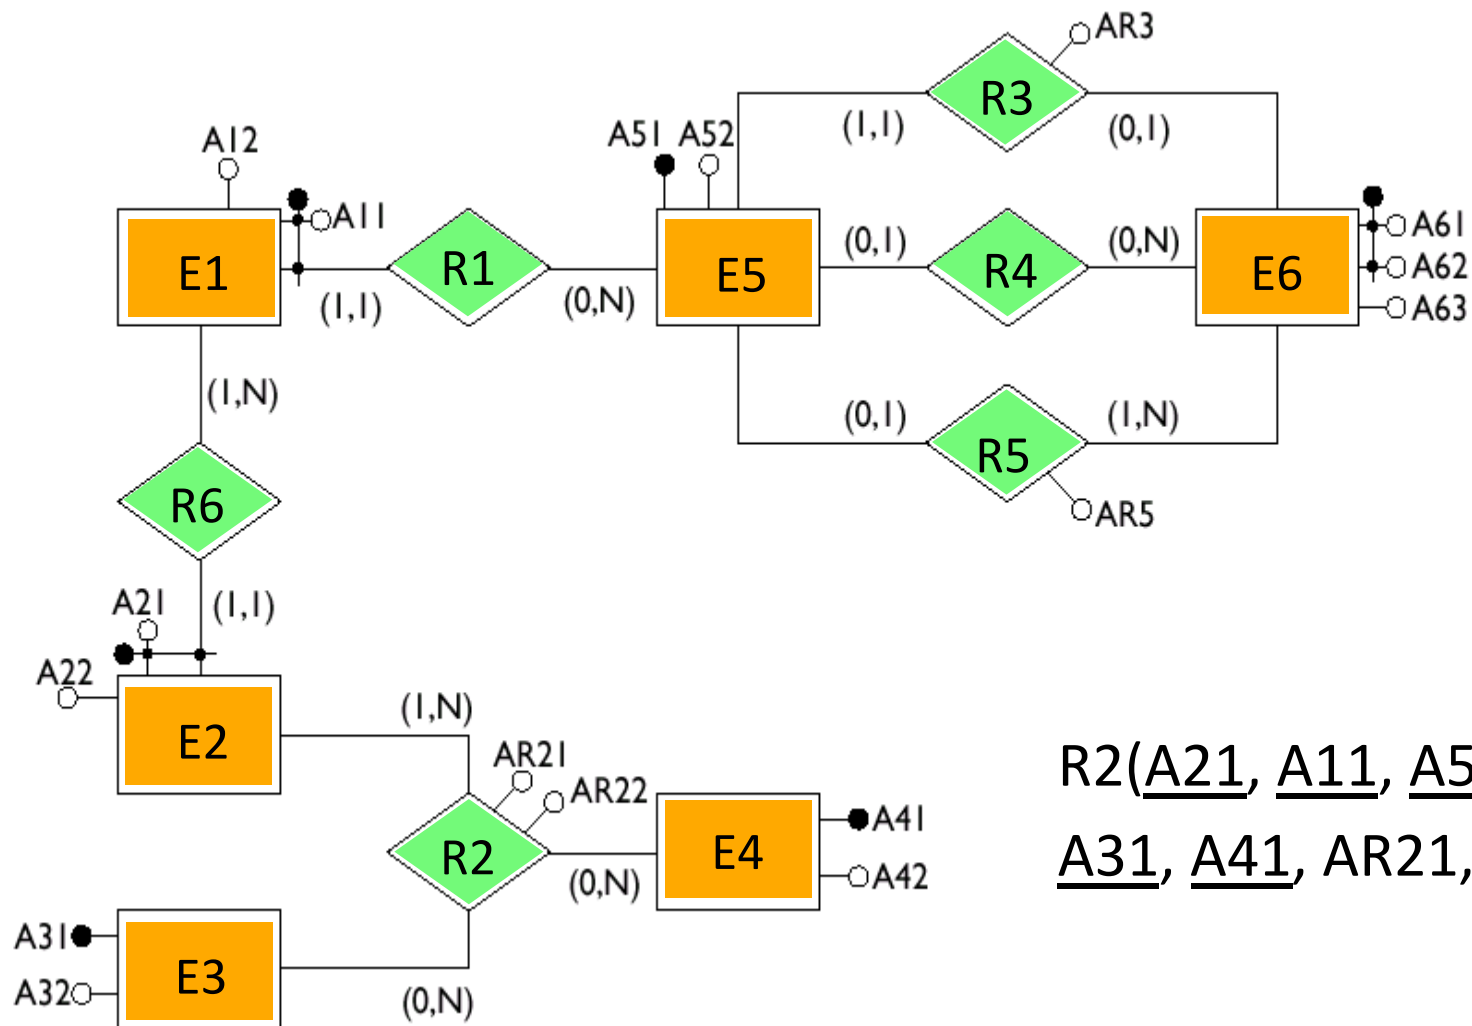 AR3
R3
(1,1) (0,1)
A12
A51 A52
A11
E1 R1 E5 R4 E6
(1,1) (0,N) (0,1) (0,N)
A61
A62
A63
(1,N)
(0,1) (1,N)
R5
AR5
R6
A21 (1,1)
A22
E2
(1,N)
AR21
AR22
R2
(0,N)
E4
A41
A42
A31
A32
E3
(0,N)
R2(A21, A11, A5
A31, A41, AR21,